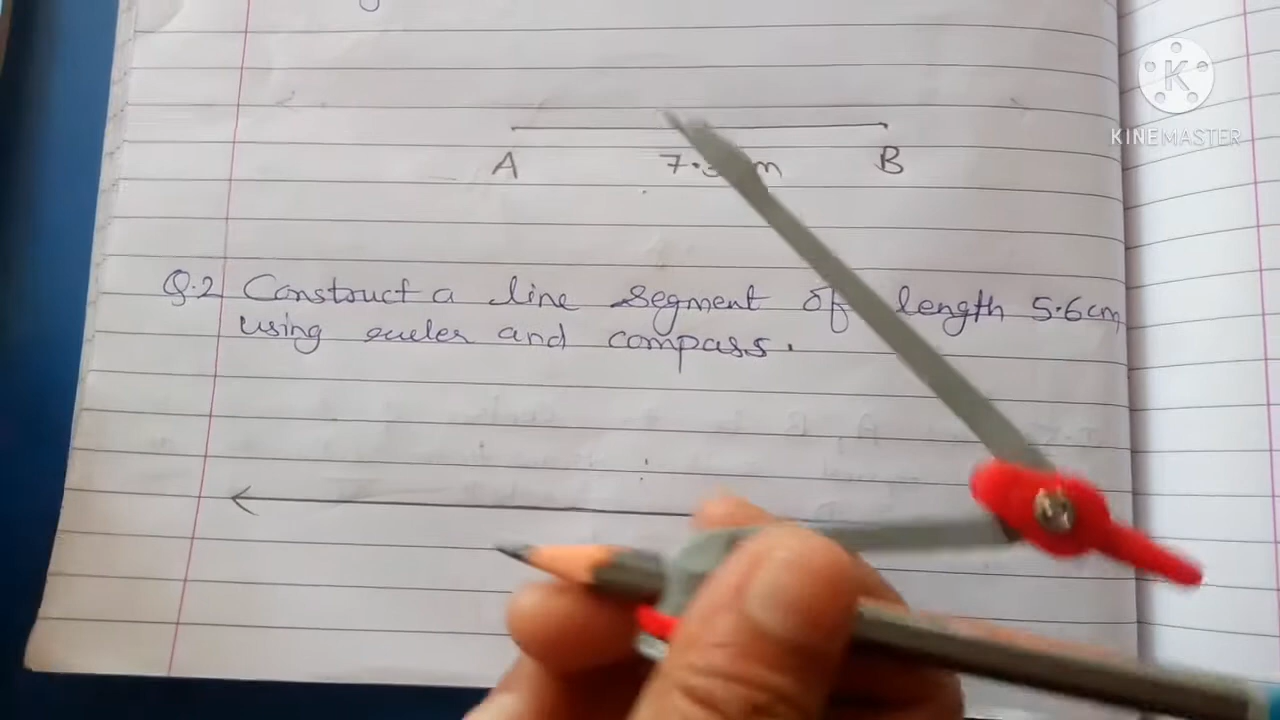 KINEMASTER
A B
Q.2 Construct a line segment of length 5.6cm
using ruler and compass.